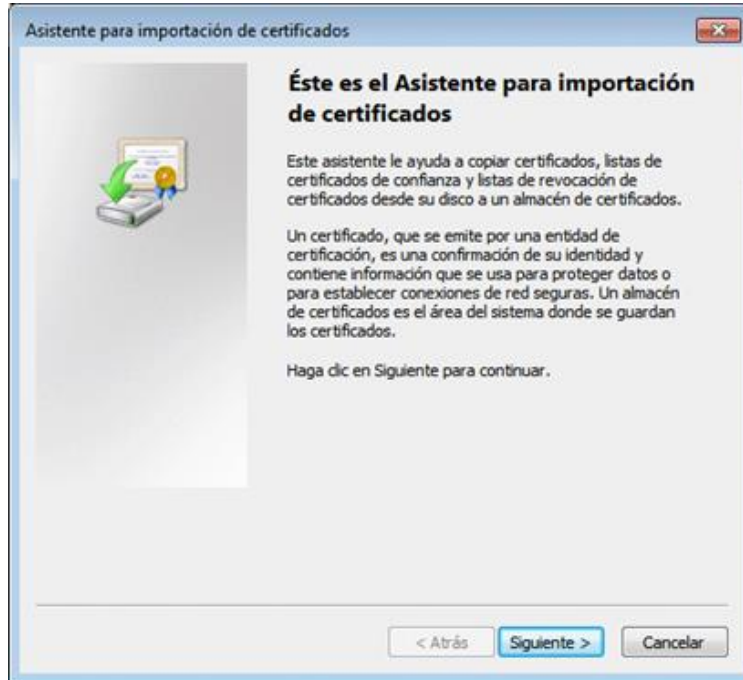 Asistente para importación de certificados
Éste es el Asistente para importación
de certificados
Este asistente le ayuda a copiar certificados, listas de
certificados de confianza y listas de revocación de
certificados desde su disco a un almacén de certificados.
Un certificado, que se emite por una entidad de
certificación, es una confirmación de su identidad y
contiene información que se usa para proteger datos o
para establecer conexiones de red seguras. Un almacén
de certificados es el área del sistema donde se guardan
los certificados.
Haga clic en Siguiente para continuar.
< Atrás Siguiente > Cancelar